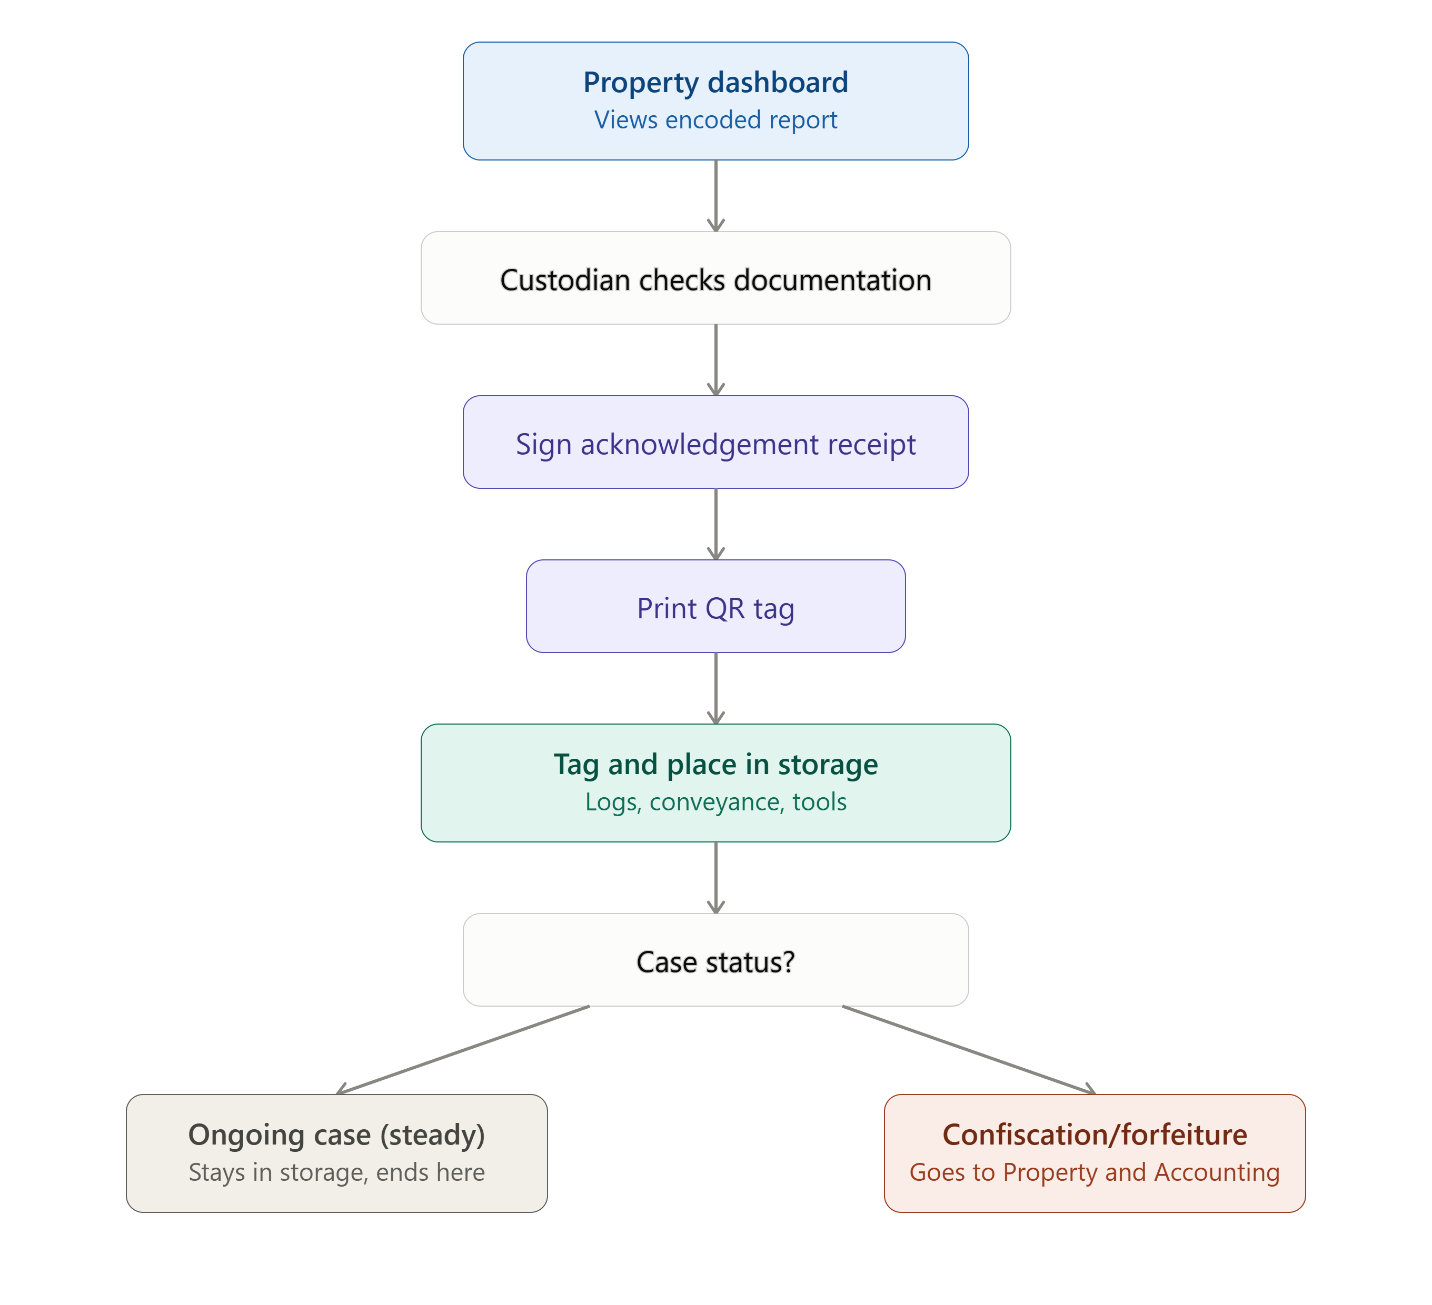 Property dashboard
Views encoded report
Custodian checks documentation
Sign acknowledgement receipt
Print QR tag
Tag and place in storage
Logs, conveyance, tools
Case status?
Ongoing case (steady)
Stays in storage, ends here
Confiscation/forfeiture
Goes to Property and Accounting